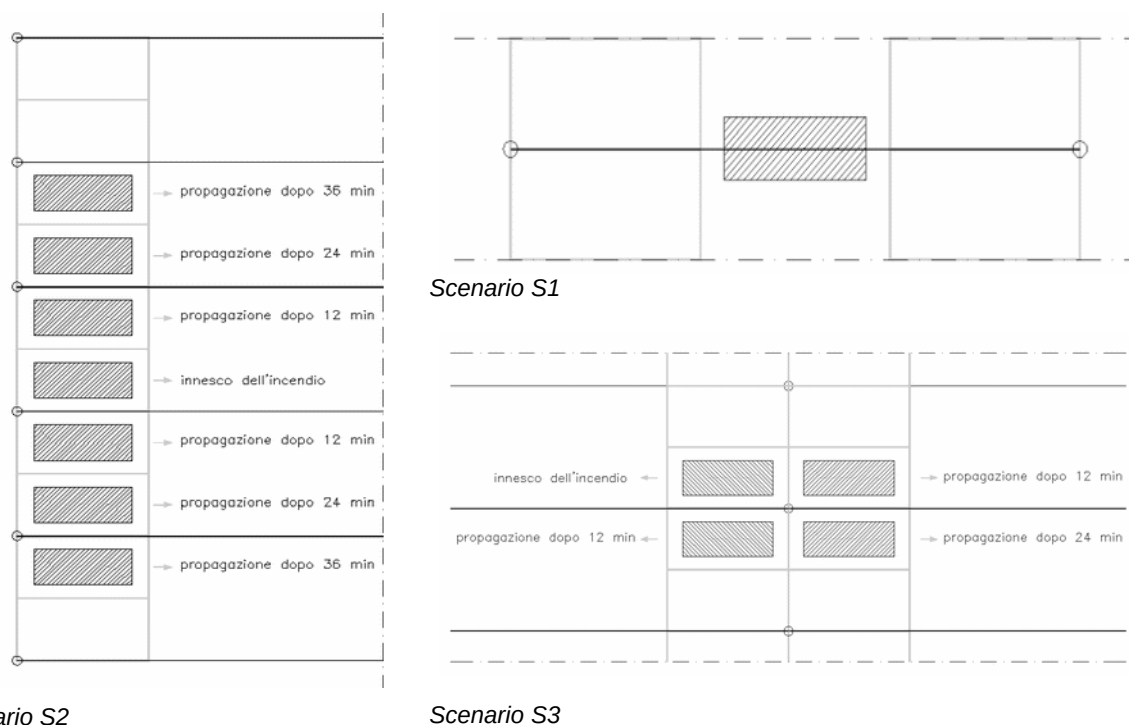 propagazione dopo 36 min
propagazione dopo 24 min
propagazione dopo 12 min
innesco dell'incendio
propagazione dopo 12 min
propagazione dopo 24 min
propagazione dopo 36 min
ario S2
Scenario S1
innesco dell'incendio
propagazione dopo 12 min
propagazione dopo 12 min
propagazione dopo 24 min
Scenario S3